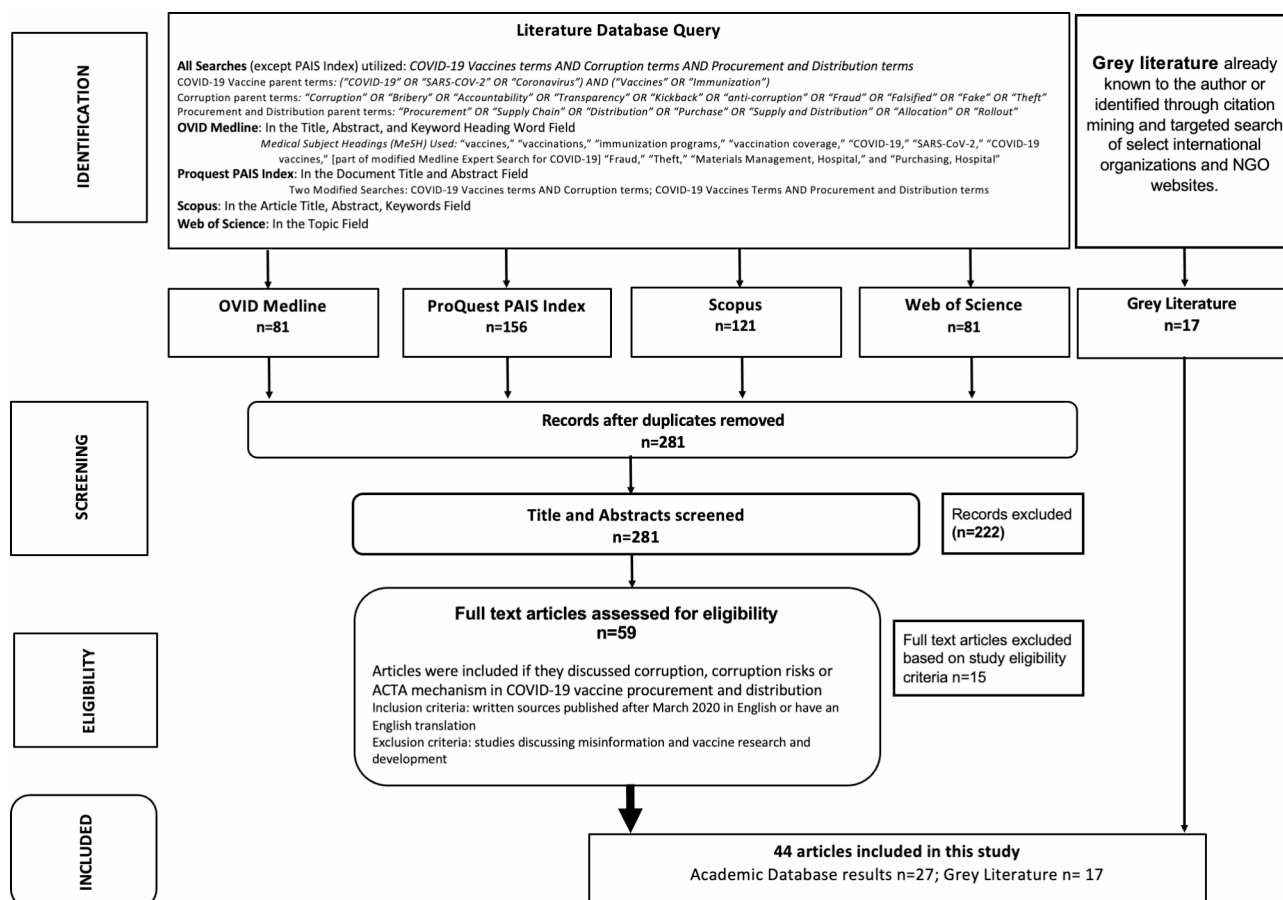 IDENTIFICATION
Literature Database Query
All Searches (except PAIS Index) utilized: COVID-19 Vaccines terms AND Corruption terms AND Procurement and Distribution terms
COVID-19 Vaccine parent terms: ("COVID-19" OR "SARS-COV-2" OR "Coronavirus") AND ("Vaccines" OR "Immunization")
Corruption parent terms: "Corruption" OR "Bribery" OR "Accountability" OR "Transparency" OR "Kickback" OR "anti-corruption" OR "Fraud" OR "Falsified" OR "Fake" OR "Theft"
Procurement and Distribution parent terms: "Procurement" OR "Supply Chain" OR "Distribution" OR "Purchase" OR "Supply and Distribution" OR "Allocation" OR "Rollout"
OVID Medline: In the Title, Abstract, and Keyword Heading Word Field
Medical Subject Headings (MeSH) Used: "vaccines," "vaccinations," "immunization programs," "vaccination coverage," "COVID-19," "SARS-CoV-2," "COVID-19
vaccines," [part of modified Medline Expert Search for COVID-19] "Fraud," "Theft," "Materials Management, Hospital," and "Purchasing, Hospital"
Proquest PAIS Index: In the Document Title and Abstract Field
Two Modified Searches: COVID-19 Vaccines terms AND Corruption terms; COVID-19 Vaccines Terms AND Procurement and Distribution terms
Scopus: In the Article Title, Abstract, Keywords Field
Web of Science: In the Topic Field
Grey literature already
known to the author or
identified through citation
mining and targeted search
of select international
organizations and NGO
websites.
OVID Medline
n=81
ProQuest PAIS Index
n=156
Scopus
n=121
Web of Science
n=81
Grey Literature
n=17
SCREENING
Records after duplicates removed
n=281
Title and Abstracts screened
n=281
Records excluded
(n=222)
ELIGIBILITY
Full text articles assessed for eligibility
n=59
Articles were included if they discussed corruption, corruption risks or
ACTA mechanism in COVID-19 vaccine procurement and distribution
Inclusion criteria: written sources published after March 2020 in English or have an
English translation
Exclusion criteria: studies discussing misinformation and vaccine research and
development
Full text articles excluded
based on study eligibility
criteria n=15
INCLUDED
44 articles included in this study
Academic Database results n=27; Grey Literature n= 17